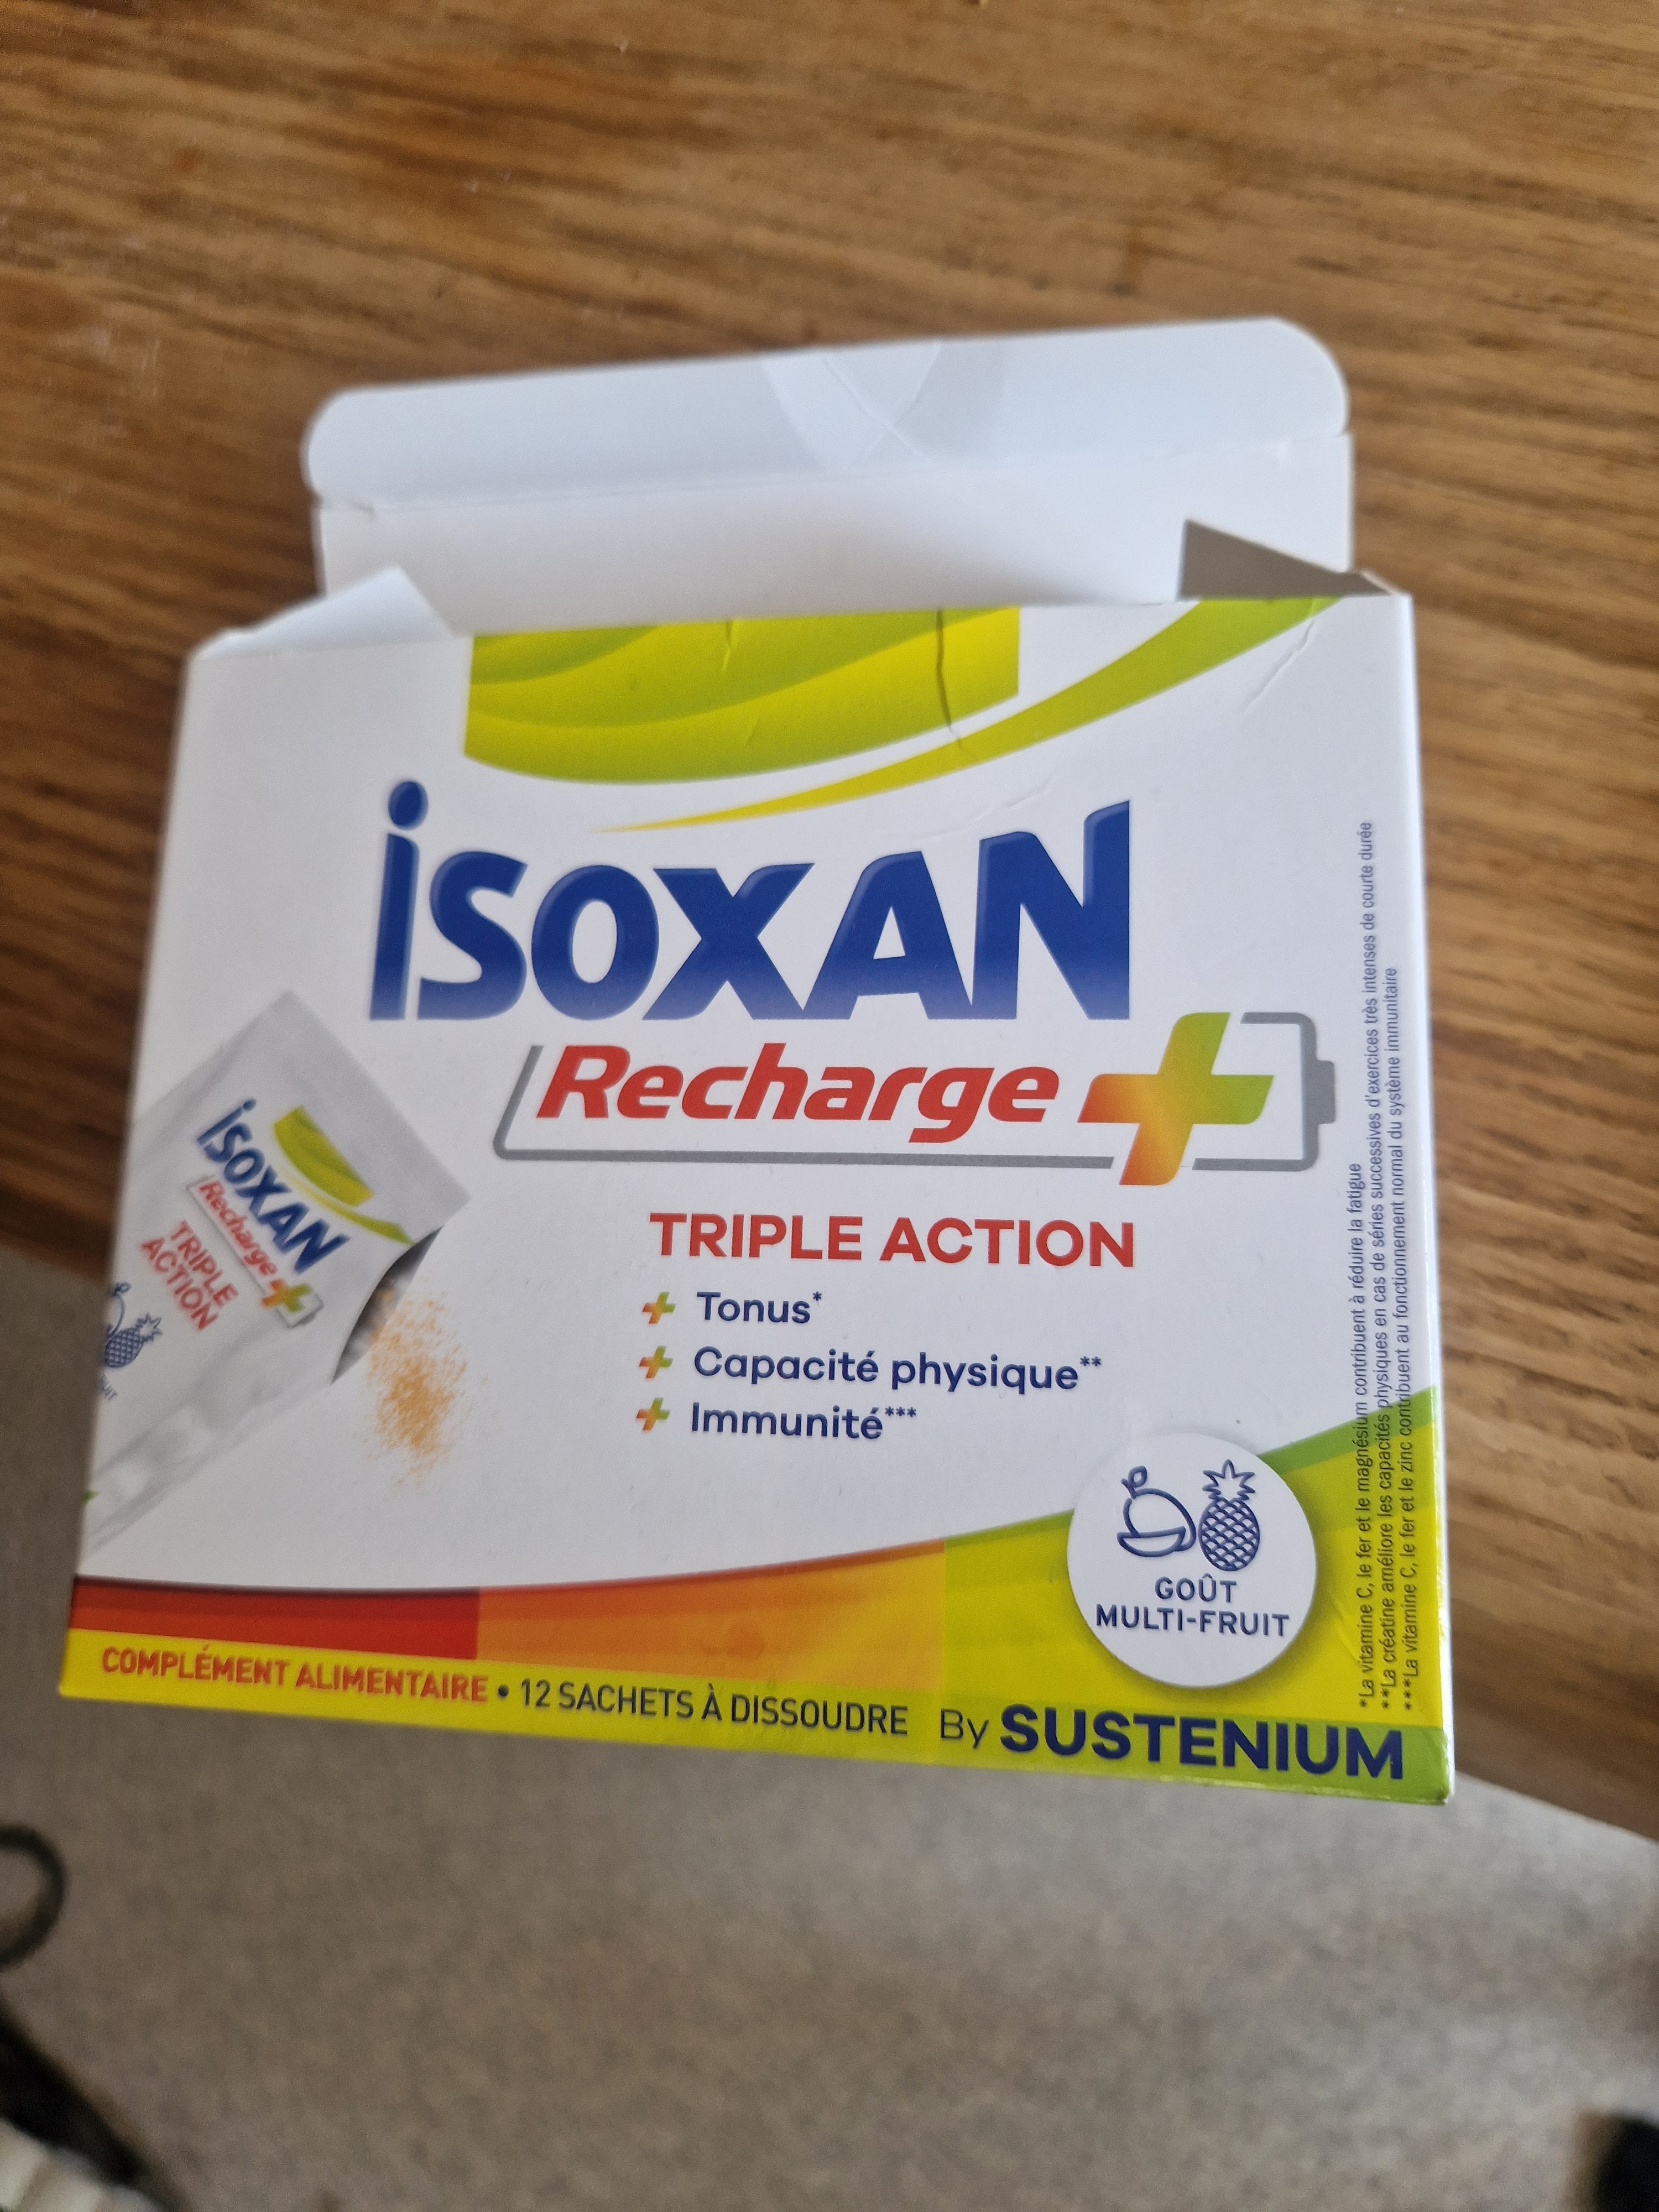 isoxan
Recharge+
TRIPLE ACTION
+ Tonus*
+ Capacité physique**
+ Immunité***
isoxan
Recharge+
TRIPLE
ACTION
GOÛT
MULTI-FRUIT
COMPLÉMENT ALIMENTAIRE • 12 SACHETS À DISSOUDRE By SUSTENIUM
*La vitamine C, le fer et le magnésium contribuent à réduire la fatigue
**La créatine améliore les capacités physiques en cas de séries successives d'exercices très intenses de courte durée
***La vitamine C, le fer et le zinc contribuent au fonctionnement normal du système immunitaire